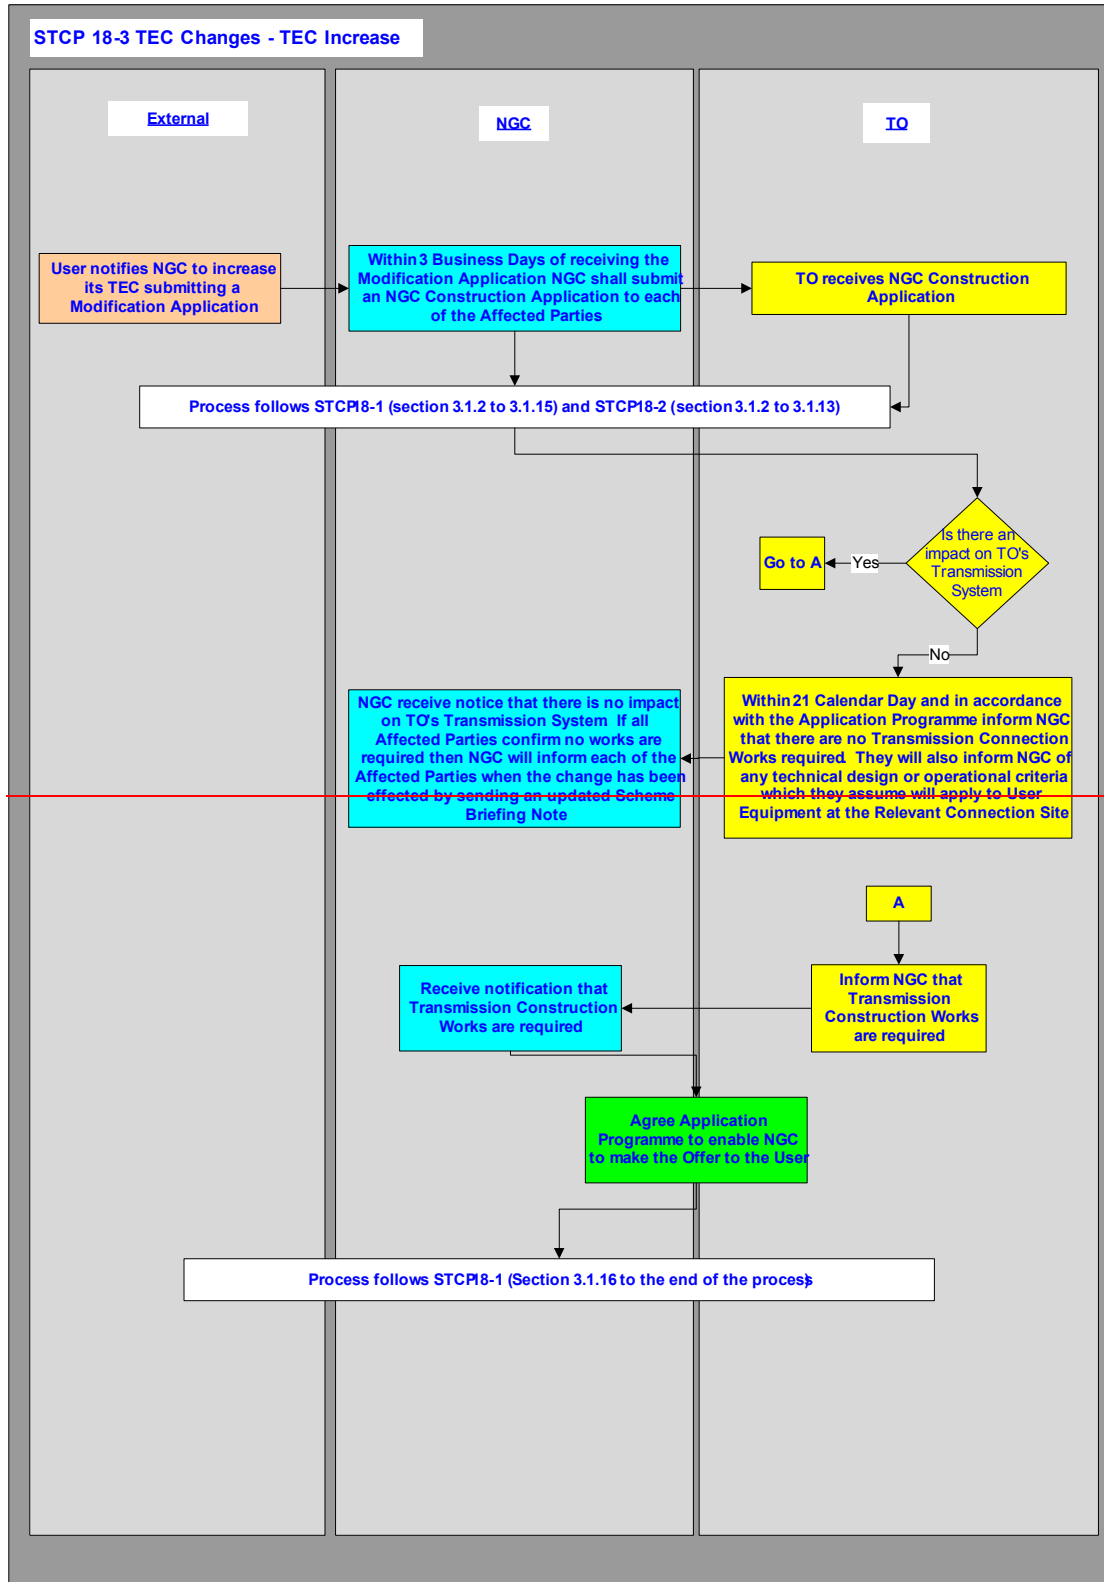 STCP 18-3 TEC Changes - TEC Increase
External
NGC
TO
User notifies NGC to increase
its TEC submitting a
Modification Application
Within 3 Business Days of receiving the
Modification Application NGC shall submit
an NGC Construction Application to each
of the Affected Parties
TO receives NGC Construction
Application
Process follows STCP18-1 (section 3.1.2 to 3.1.15) and STCP18-2 (section 3.1.2 to 3.1.13)
Is there an
impact on TO's
Transmission
System
Yes
Go to A
No
NGC receive notice that there is no impact
on TO's Transmission System If all
Affected Parties confirm no works are
required then NGC will inform each of the
Affected Parties when the change has been
effected by sending an updated Scheme
Briefing Note
Within 21 Calendar Day and in accordance
with the Application Programme inform NGC
that there are no Transmission Connection
Works required. They will also inform NGC of
any technical design or operational criteria
which they assume will apply to User
Equipment at the Relevant Connection Site
A
Inform NGC that
Transmission
Construction Works
are required
Receive notification that
Transmission Construction
Works are required
Agree Application
Programme to enable NGC
to make the Offer to the User
Process follows STCP18-1 (Section 3.1.16 to the end of the process)